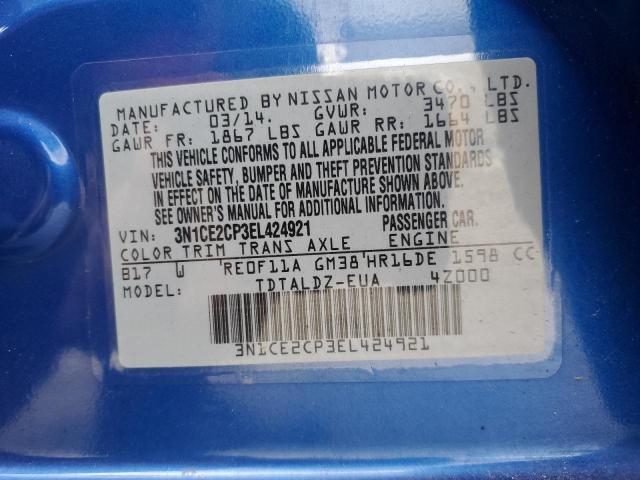 MANUFACTURED BY NISSAN MOTOR CO., LTD.
DATE: 03/14. GVWR: 3470 LBS
GAWR FR: 1867 LBS GAWR RR: 1664 LBS
THIS VEHICLE CONFORMS TO ALL APPLICABLE FEDERAL MOTOR
VEHICLE SAFETY, BUMPER AND THEFT PREVENTION STANDARDS
IN EFFECT ON THE DATE OF MANUFACTURE SHOWN ABOVE.
SEE OWNER'S MANUAL FOR ADDITIONAL INFORMATION.
VIN: 3N1CE2CP3EL424921 PASSENGER CAR.
COLOR TRIM TRANS AXLE ENGINE
B17 W 'RE0F11A GM38'HR16DE 1598 CC
MODEL: TDTALDZ-EUA 4Z000
3N1CE2CP3EL424921